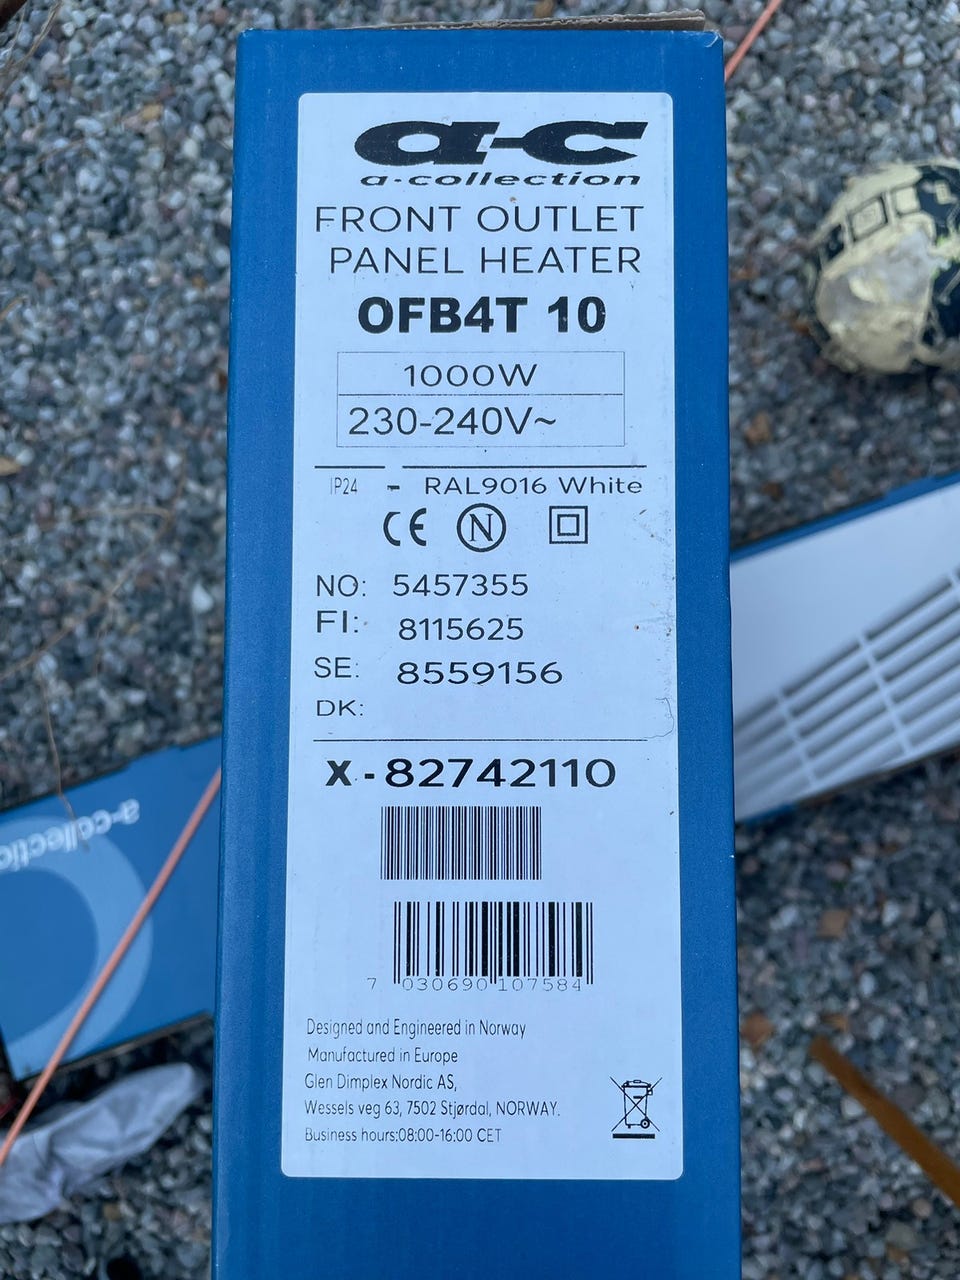 a-c
a-collection
FRONT OUTLET
PANEL HEATER
OFB4T 10
1000W
230-240V~
IP24 - RAL9016 White
CE N
NO: 5457355
FI: 8115625
SE: 8559156
DK:
X-82742110
7 030690 107584
Designed and Engineered in Norway
Manufactured in Europe
Glen Dimplex Nordic AS,
Wessels veg 63, 7502 Stjørdal, NORWAY.
Business hours:08:00-16:00 CET
a-collection